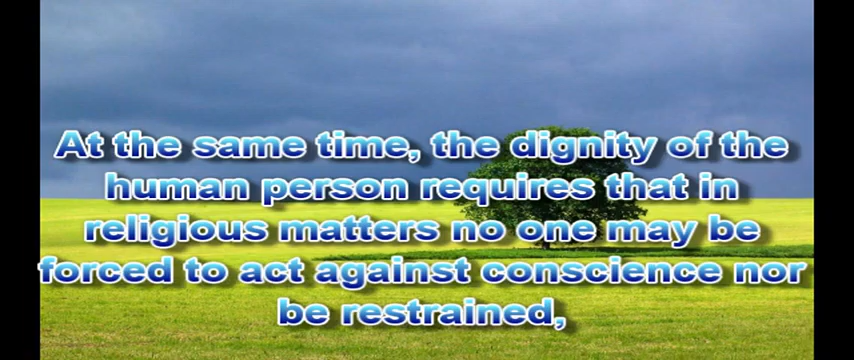 At the same time, the dignity of the
human person requires that in
religious matters no one may be
forced to act against conscience nor
be restrained,